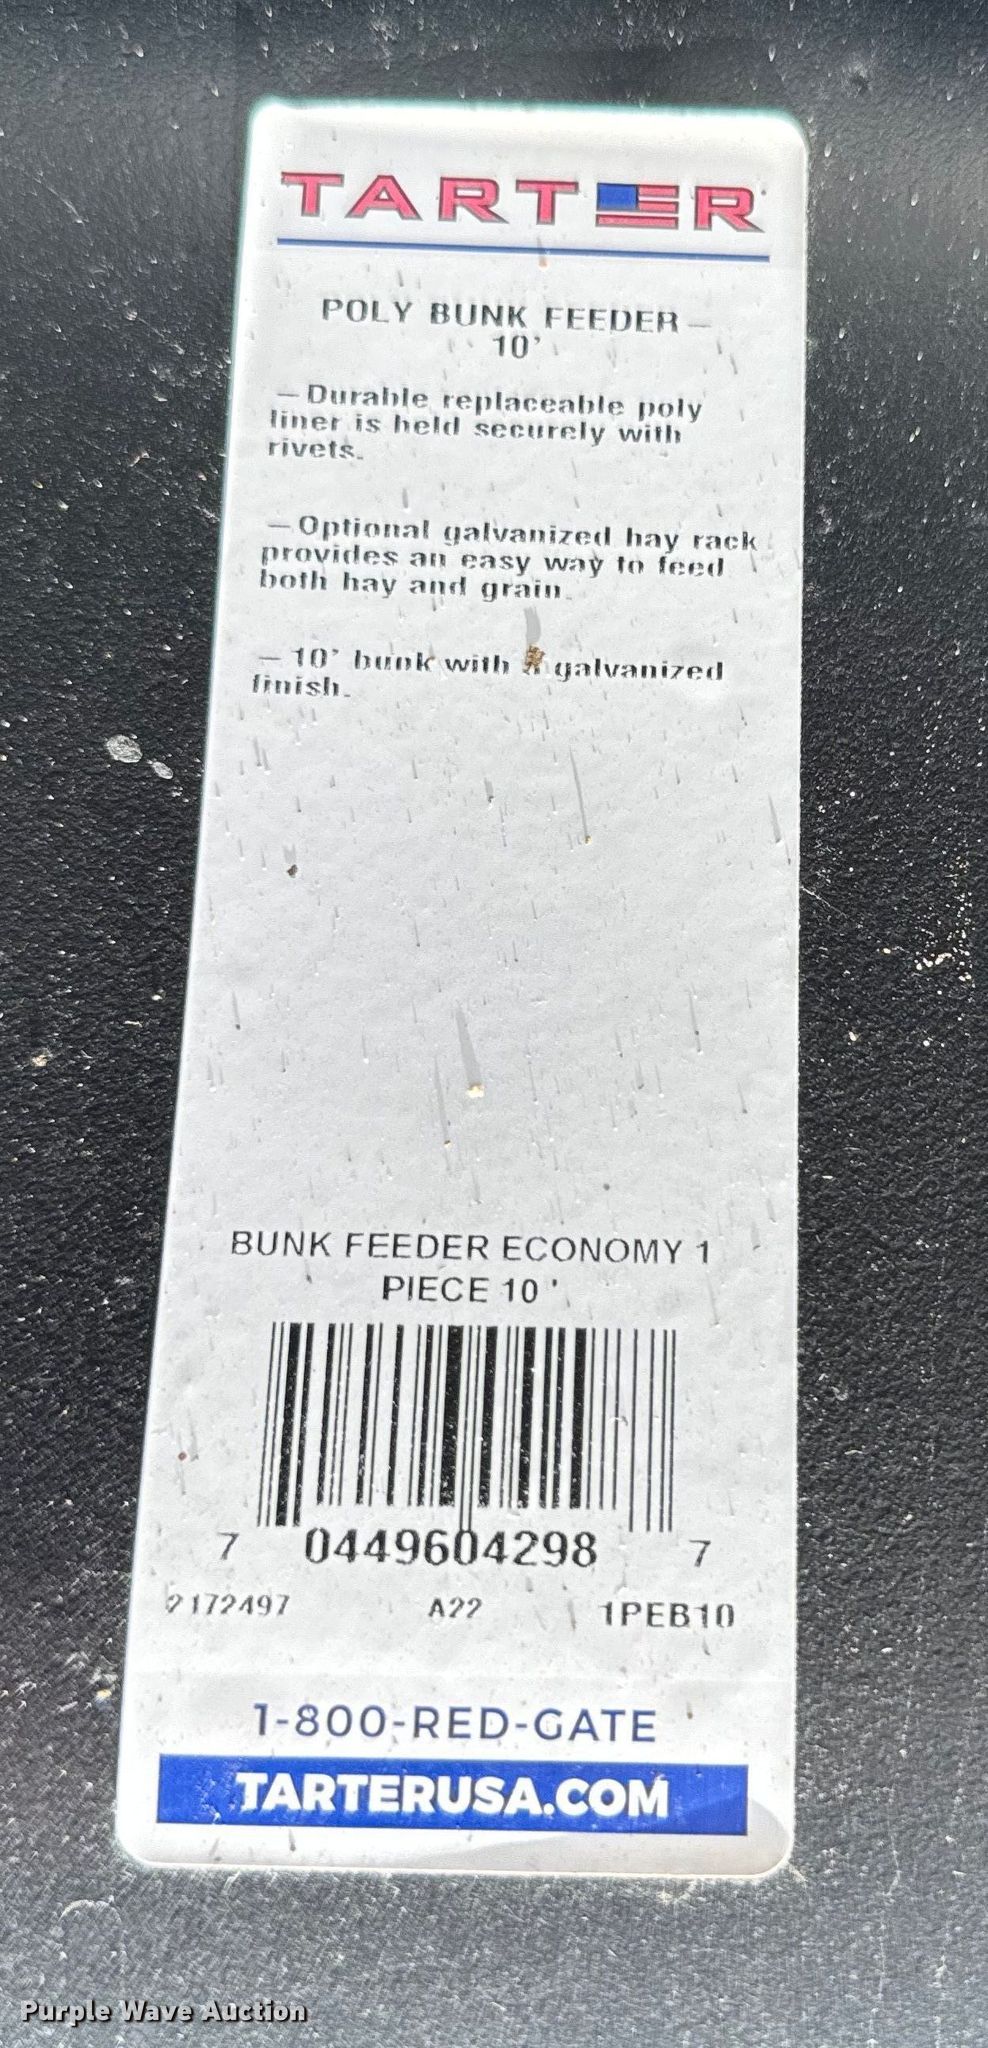 TARTER
POLY BUNK FEEDER –
10'
– Durable replaceable poly
liner is held securely with
rivets.
– Optional galvanized hay rack
provides an easy way to feed
both hay and grain.
– 10' bunk with a galvanized
finish.
BUNK FEEDER ECONOMY 1
PIECE 10 '
7 0449604298 7
2172497 A22 1PEB10
1-800-RED-GATE
TARTERUSA.COM
Purple Wave Auction